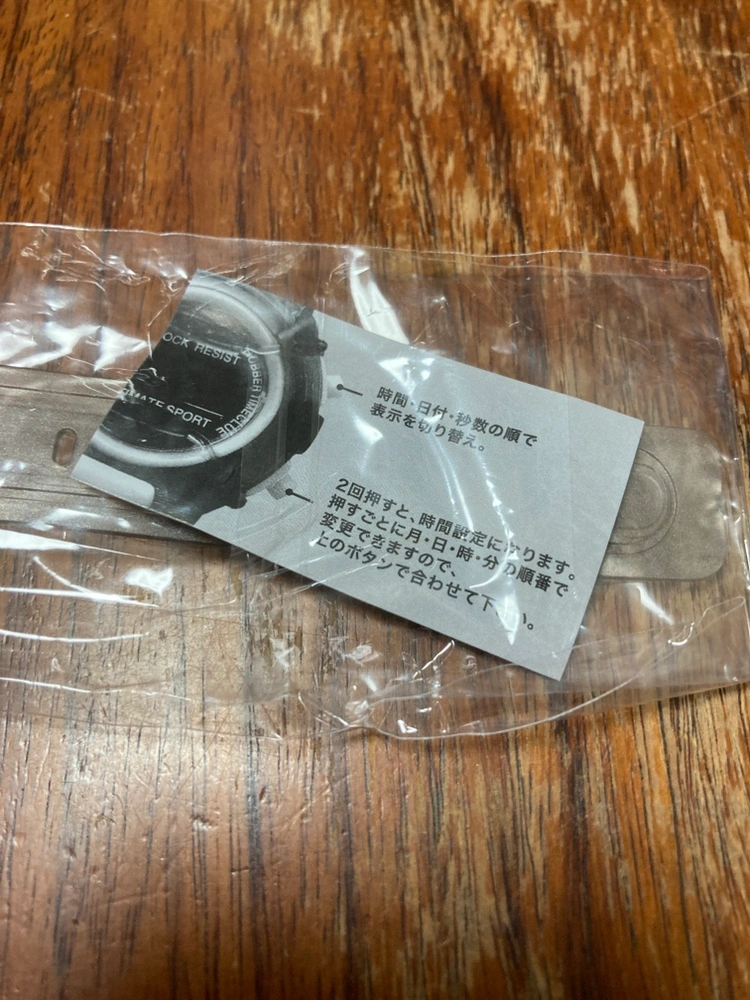 OCK RESIST
RUBBER TIMECLUE
MATE SPORT
時間・日付・秒数の順で
表示を切り替え。
2回押すと、時間設定になります。
押すごとに月・日・時・分の順番で
変更できますので、
上のボタンで合わせて下さい。